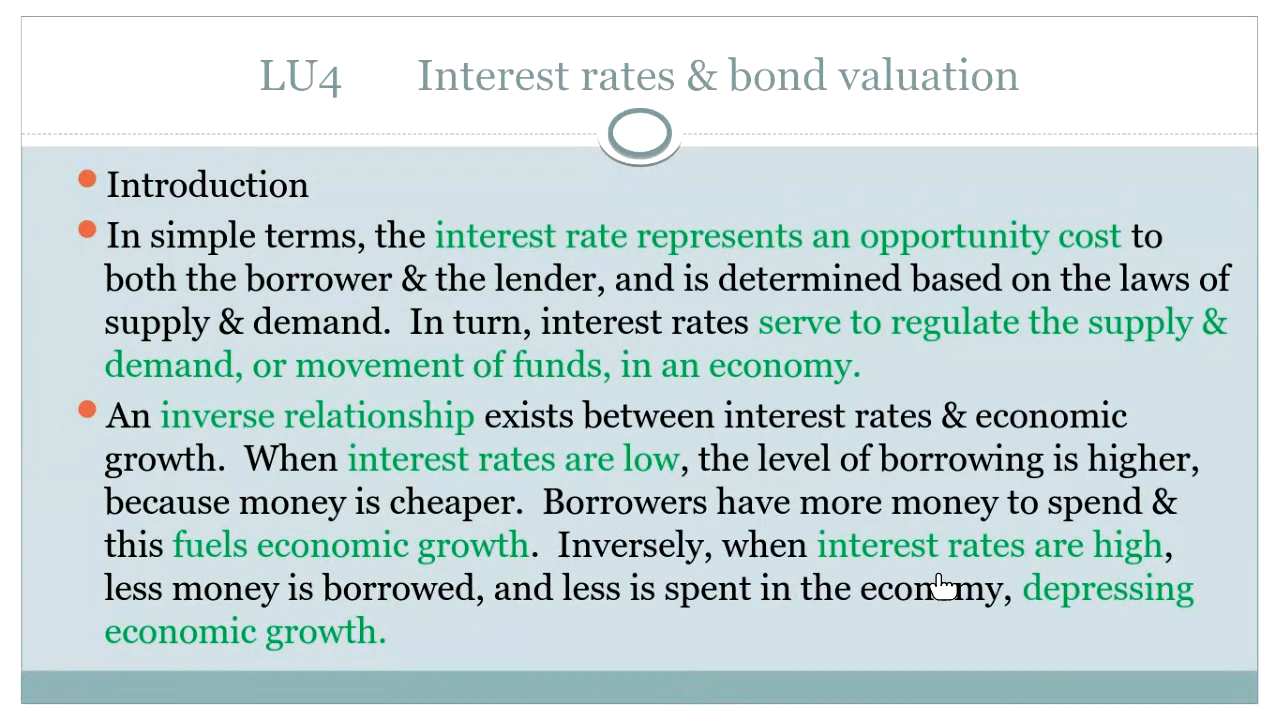 LU4 Interest rates & bond valuation
Introduction
In simple terms, the interest rate represents an opportunity cost to
both the borrower & the lender, and is determined based on the laws of
supply & demand. In turn, interest rates serve to regulate the supply &
demand, or movement of funds, in an economy.
An inverse relationship exists between interest rates & economic
growth. When interest rates are low, the level of borrowing is higher,
because money is cheaper. Borrowers have more money to spend &
this fuels economic growth. Inversely, when interest rates are high,
less money is borrowed, and less is spent in the economy, depressing
economic growth.